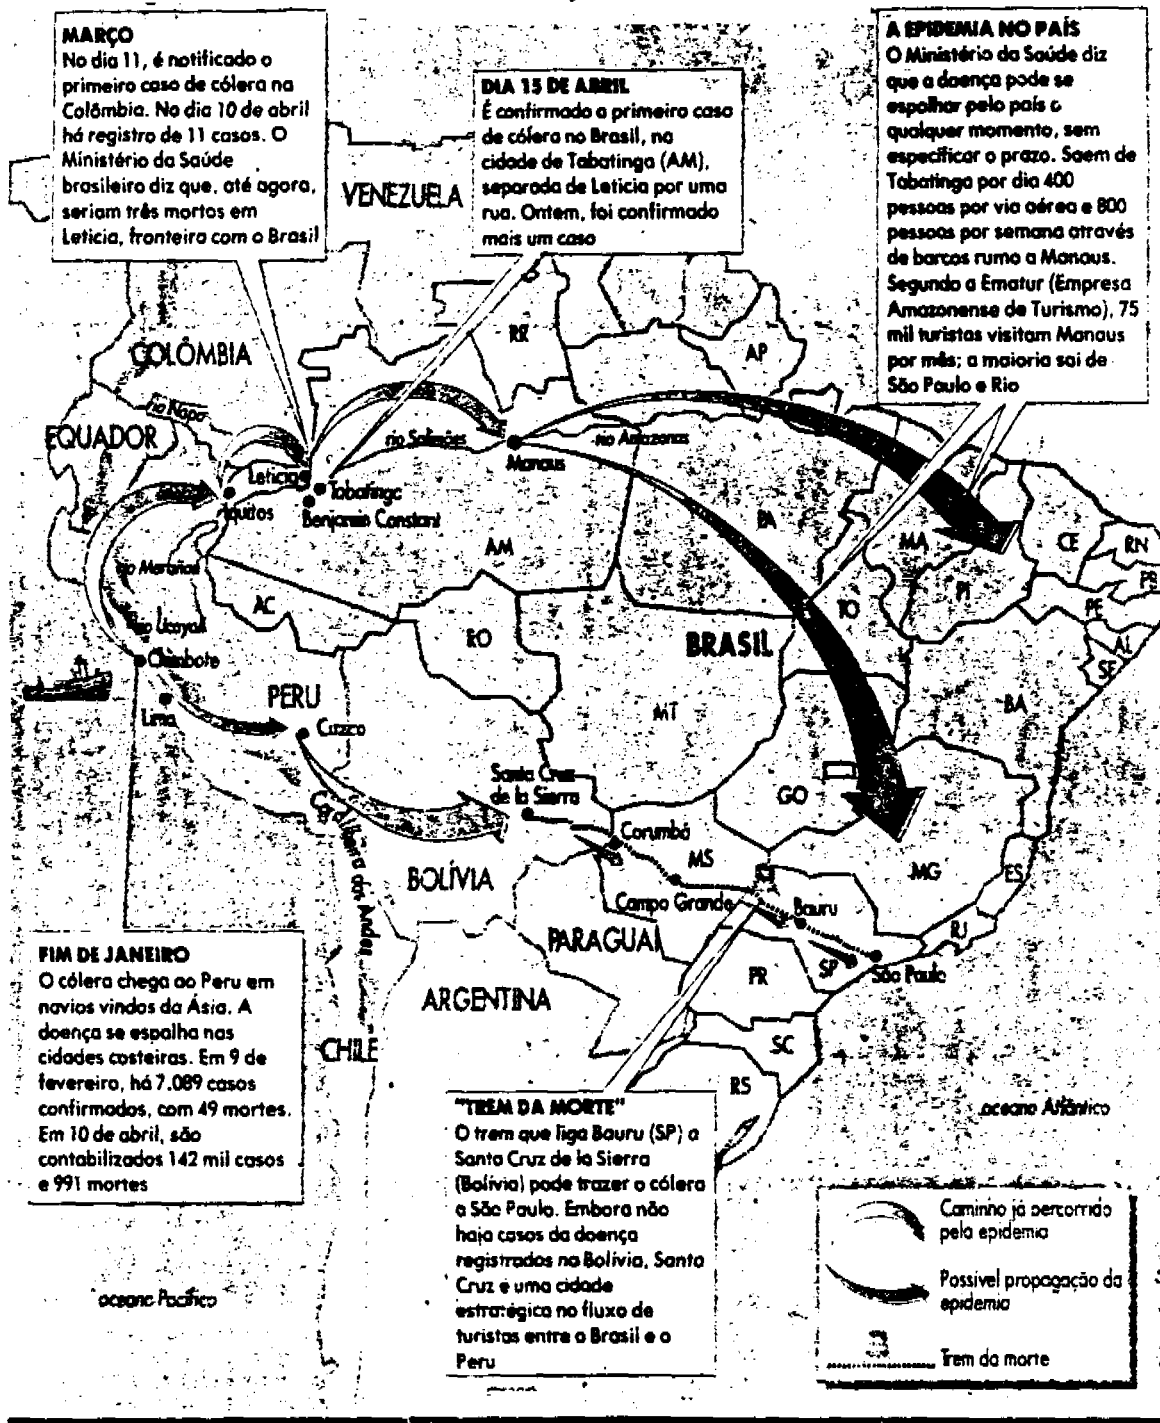 MARÇO
No dia 11, é notificado o
primeiro caso de cólera na
Colômbia. No dia 10 de abril
há registro de 11 casos. O
Ministério da Saúde
brasileiro diz que, até agora,
seriam três mortos em
Leticia, fronteira com o Brasil
DIA 15 DE ABRIL
É confirmado o primeiro caso
de cólera no Brasil, na
cidade de Tabatinga (AM),
separada de Leticia por uma
rua. Ontem, foi confirmado
mais um caso
A EPIDEMIA NO PAÍS
O Ministério da Saúde diz
que a doença pode se
espalhar pelo país a
qualquer momento, sem
especificar o prazo. Saem de
Tabatinga por dia 400
pessoas por via aérea e 800
pessoas por semana através
de barcos rumo a Manaus.
Segundo a Ematur (Empresa
Amazonense de Turismo), 75
mil turistas visitam Manaus
por mês; a maioria sai de
São Paulo e Rio
VENEZUELA
COLÔMBIA
RR
AP
rio Napo
EQUADOR
rio Solimões
rio Amazonas
Manaus
Leticia
Tabatinga
Iquitos
Benjamin Constant
AM
PA
MA
CE
RN
PB
PI
PE
AL
SE
TO
rio Marañon
AC
rio Ucayali
RO
BRASIL
Chimbote
PERU
Lima
Cuzco
MT
BA
Santa Cruz
de la Sierra
GO
Corumbá
Cordilheira dos Andes
BOLÍVIA
MS
MG
ES
Campo Grande
Bauru
RJ
PARAGUAI
SP
São Paulo
PR
ARGENTINA
CHILE
SC
RS
FIM DE JANEIRO
O cólera chega ao Peru em
navios vindos da Ásia. A
doença se espalha nas
cidades costeiras. Em 9 de
fevereiro, há 7.089 casos
confirmados, com 49 mortes.
Em 10 de abril, são
contabilizados 142 mil casos
e 991 mortes
"TREM DA MORTE"
O trem que liga Bauru (SP) a
Santa Cruz de la Sierra
(Bolívia) pode trazer o cólera
a São Paulo. Embora não
haja casos da doença
registrados na Bolívia, Santa
Cruz é uma cidade
estratégica no fluxo de
turistas entre o Brasil e o
Peru
oceano Atlântico
oceano Pacífico
Caminho já percorrido
pela epidemia
Possível propagação da
epidemia
Trem da morte